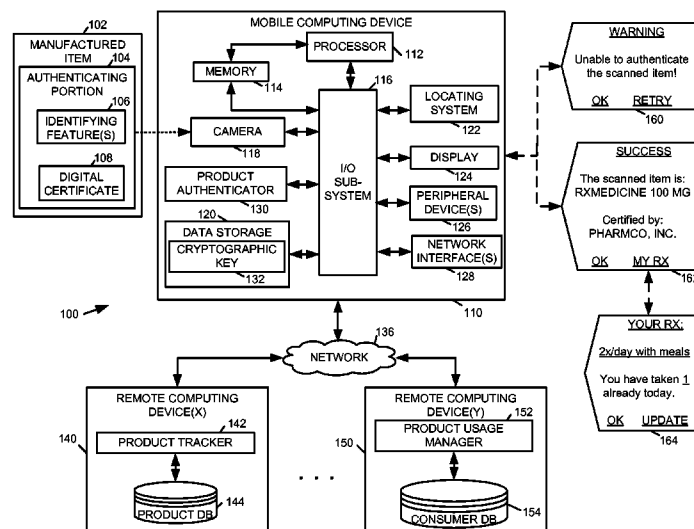 102
MANUFACTURED
ITEM
104
AUTHENTICATING
PORTION
106
IDENTIFYING
FEATURE(S)
108
DIGITAL
CERTIFICATE
MOBILE COMPUTING DEVICE
PROCESSOR
112
MEMORY
114
116
CAMERA
118
I/O
SUB-
SYSTEM
LOCATING
SYSTEM
122
DISPLAY
124
PRODUCT
AUTHENTICATOR
130
PERIPHERAL
DEVICE(S)
126
120
DATA STORAGE
CRYPTOGRAPHIC
KEY
132
NETWORK
INTERFACE(S)
128
110
WARNING
Unable to authenticate
the scanned item!
OK RETRY
160
SUCCESS
The scanned item is:
RXMEDICINE 100 MG
Certified by:
PHARMCO, INC.
OK MY RX
162
YOUR RX:
2x/day with meals
You have taken 1
already today.
OK UPDATE
164
100
136
NETWORK
REMOTE COMPUTING
DEVICE(X)
142
140
PRODUCT TRACKER
144
PRODUCT DB
. . .
REMOTE COMPUTING
DEVICE(Y)
152
150
PRODUCT USAGE
MANAGER
154
CONSUMER DB